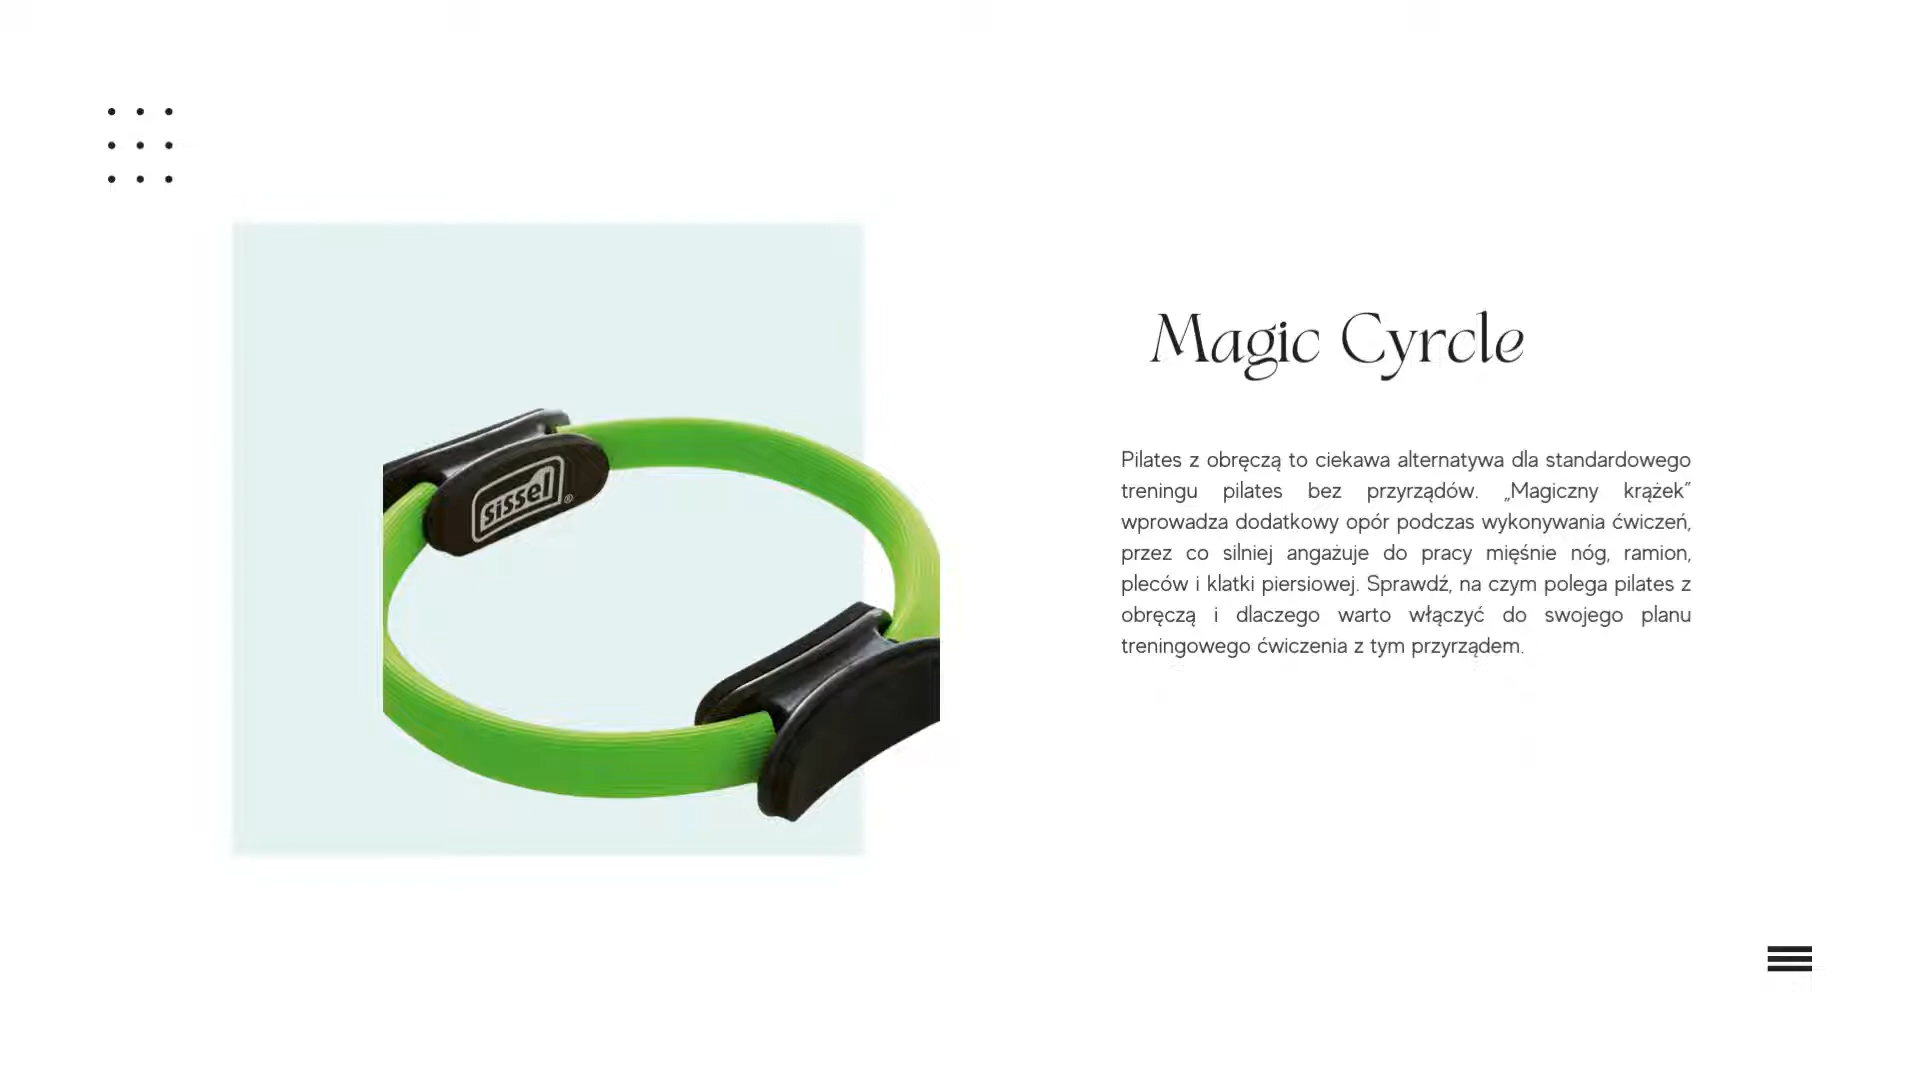 Magic Cyrcle
sissel®
Pilates z obręczą to ciekawa alternatywa dla standardowego
treningu pilates bez przyrządów. „Magiczny krążek”
wprowadza dodatkowy opór podczas wykonywania ćwiczeń,
przez co silniej angażuje do pracy mięśnie nóg, ramion,
pleców i klatki piersiowej. Sprawdź, na czym polega pilates z
obręczą i dlaczego warto włączyć do swojego planu
treningowego ćwiczenia z tym przyrządem.